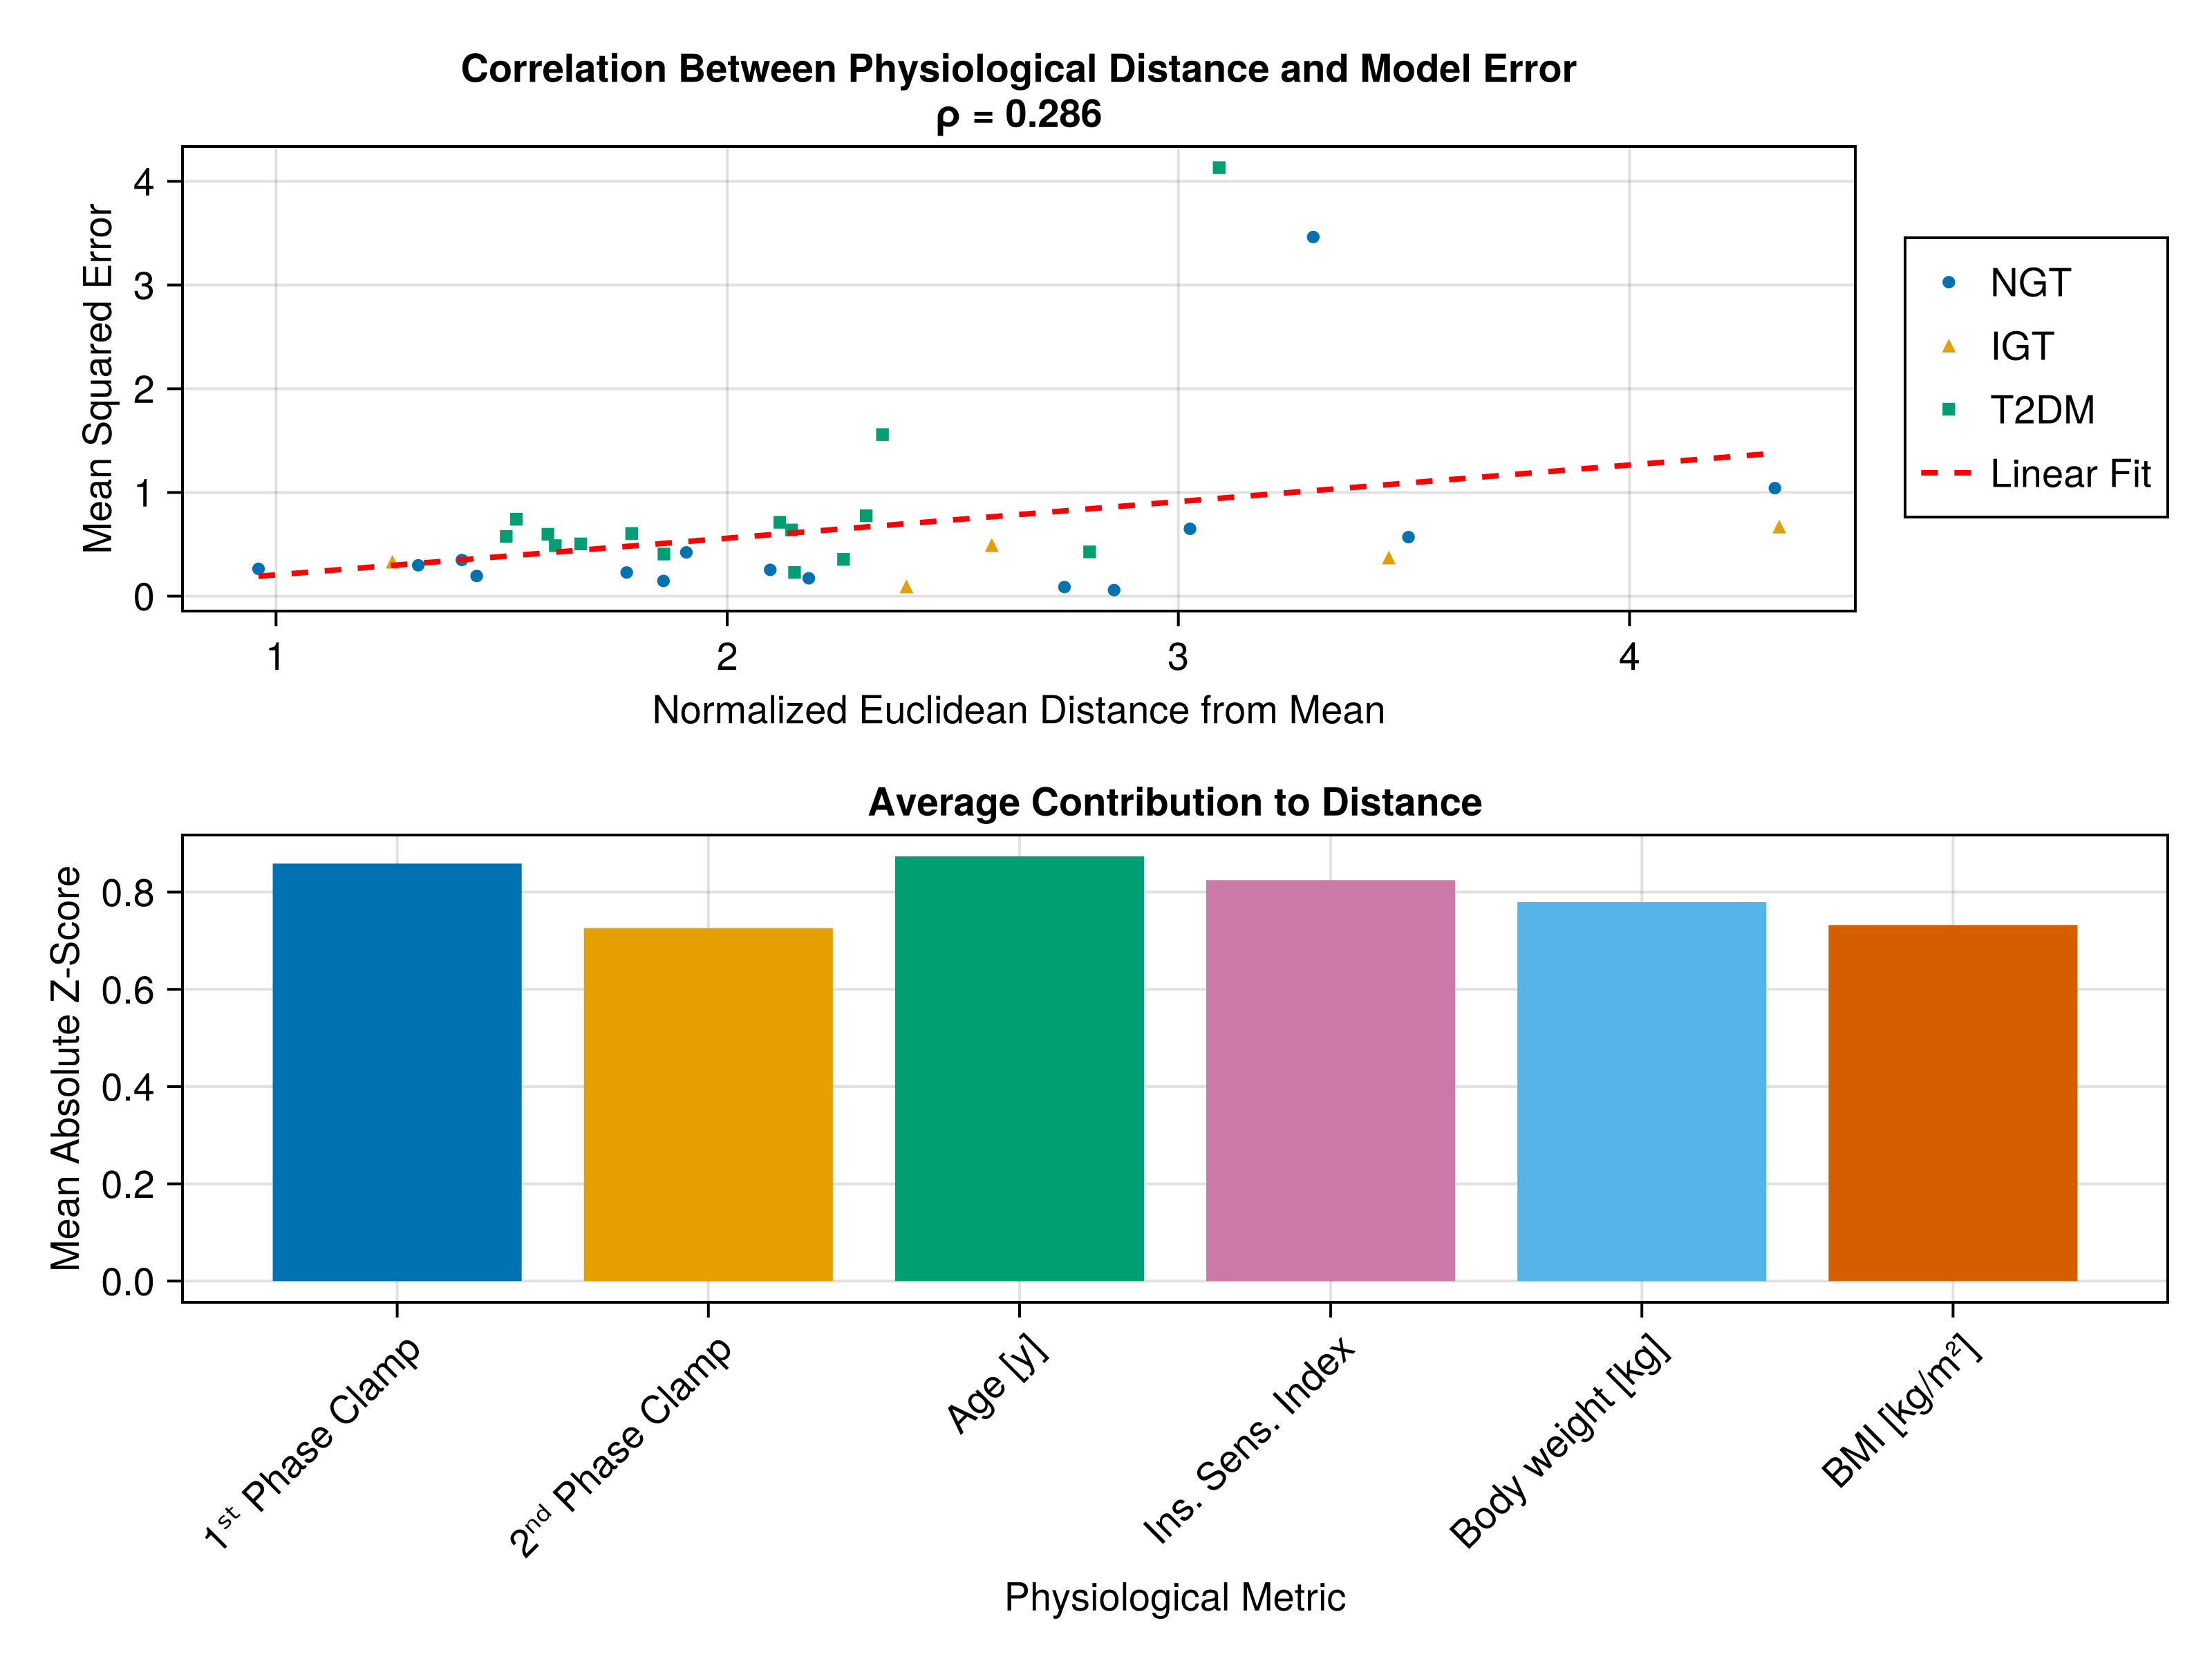 Correlation Between Physiological Distance and Model Error
ρ = 0.286
Mean Squared Error
4
3
2
1
0
1
2
3
4
Normalized Euclidean Distance from Mean
NGT
IGT
T2DM
Linear Fit
Average Contribution to Distance
Mean Absolute Z-Score
0.8
0.6
0.4
0.2
0.0
1ˢᵗ Phase Clamp
2ⁿᵈ Phase Clamp
Age [y]
Ins. Sens. Index
Body weight [kg]
BMI [kg/m²]
Physiological Metric